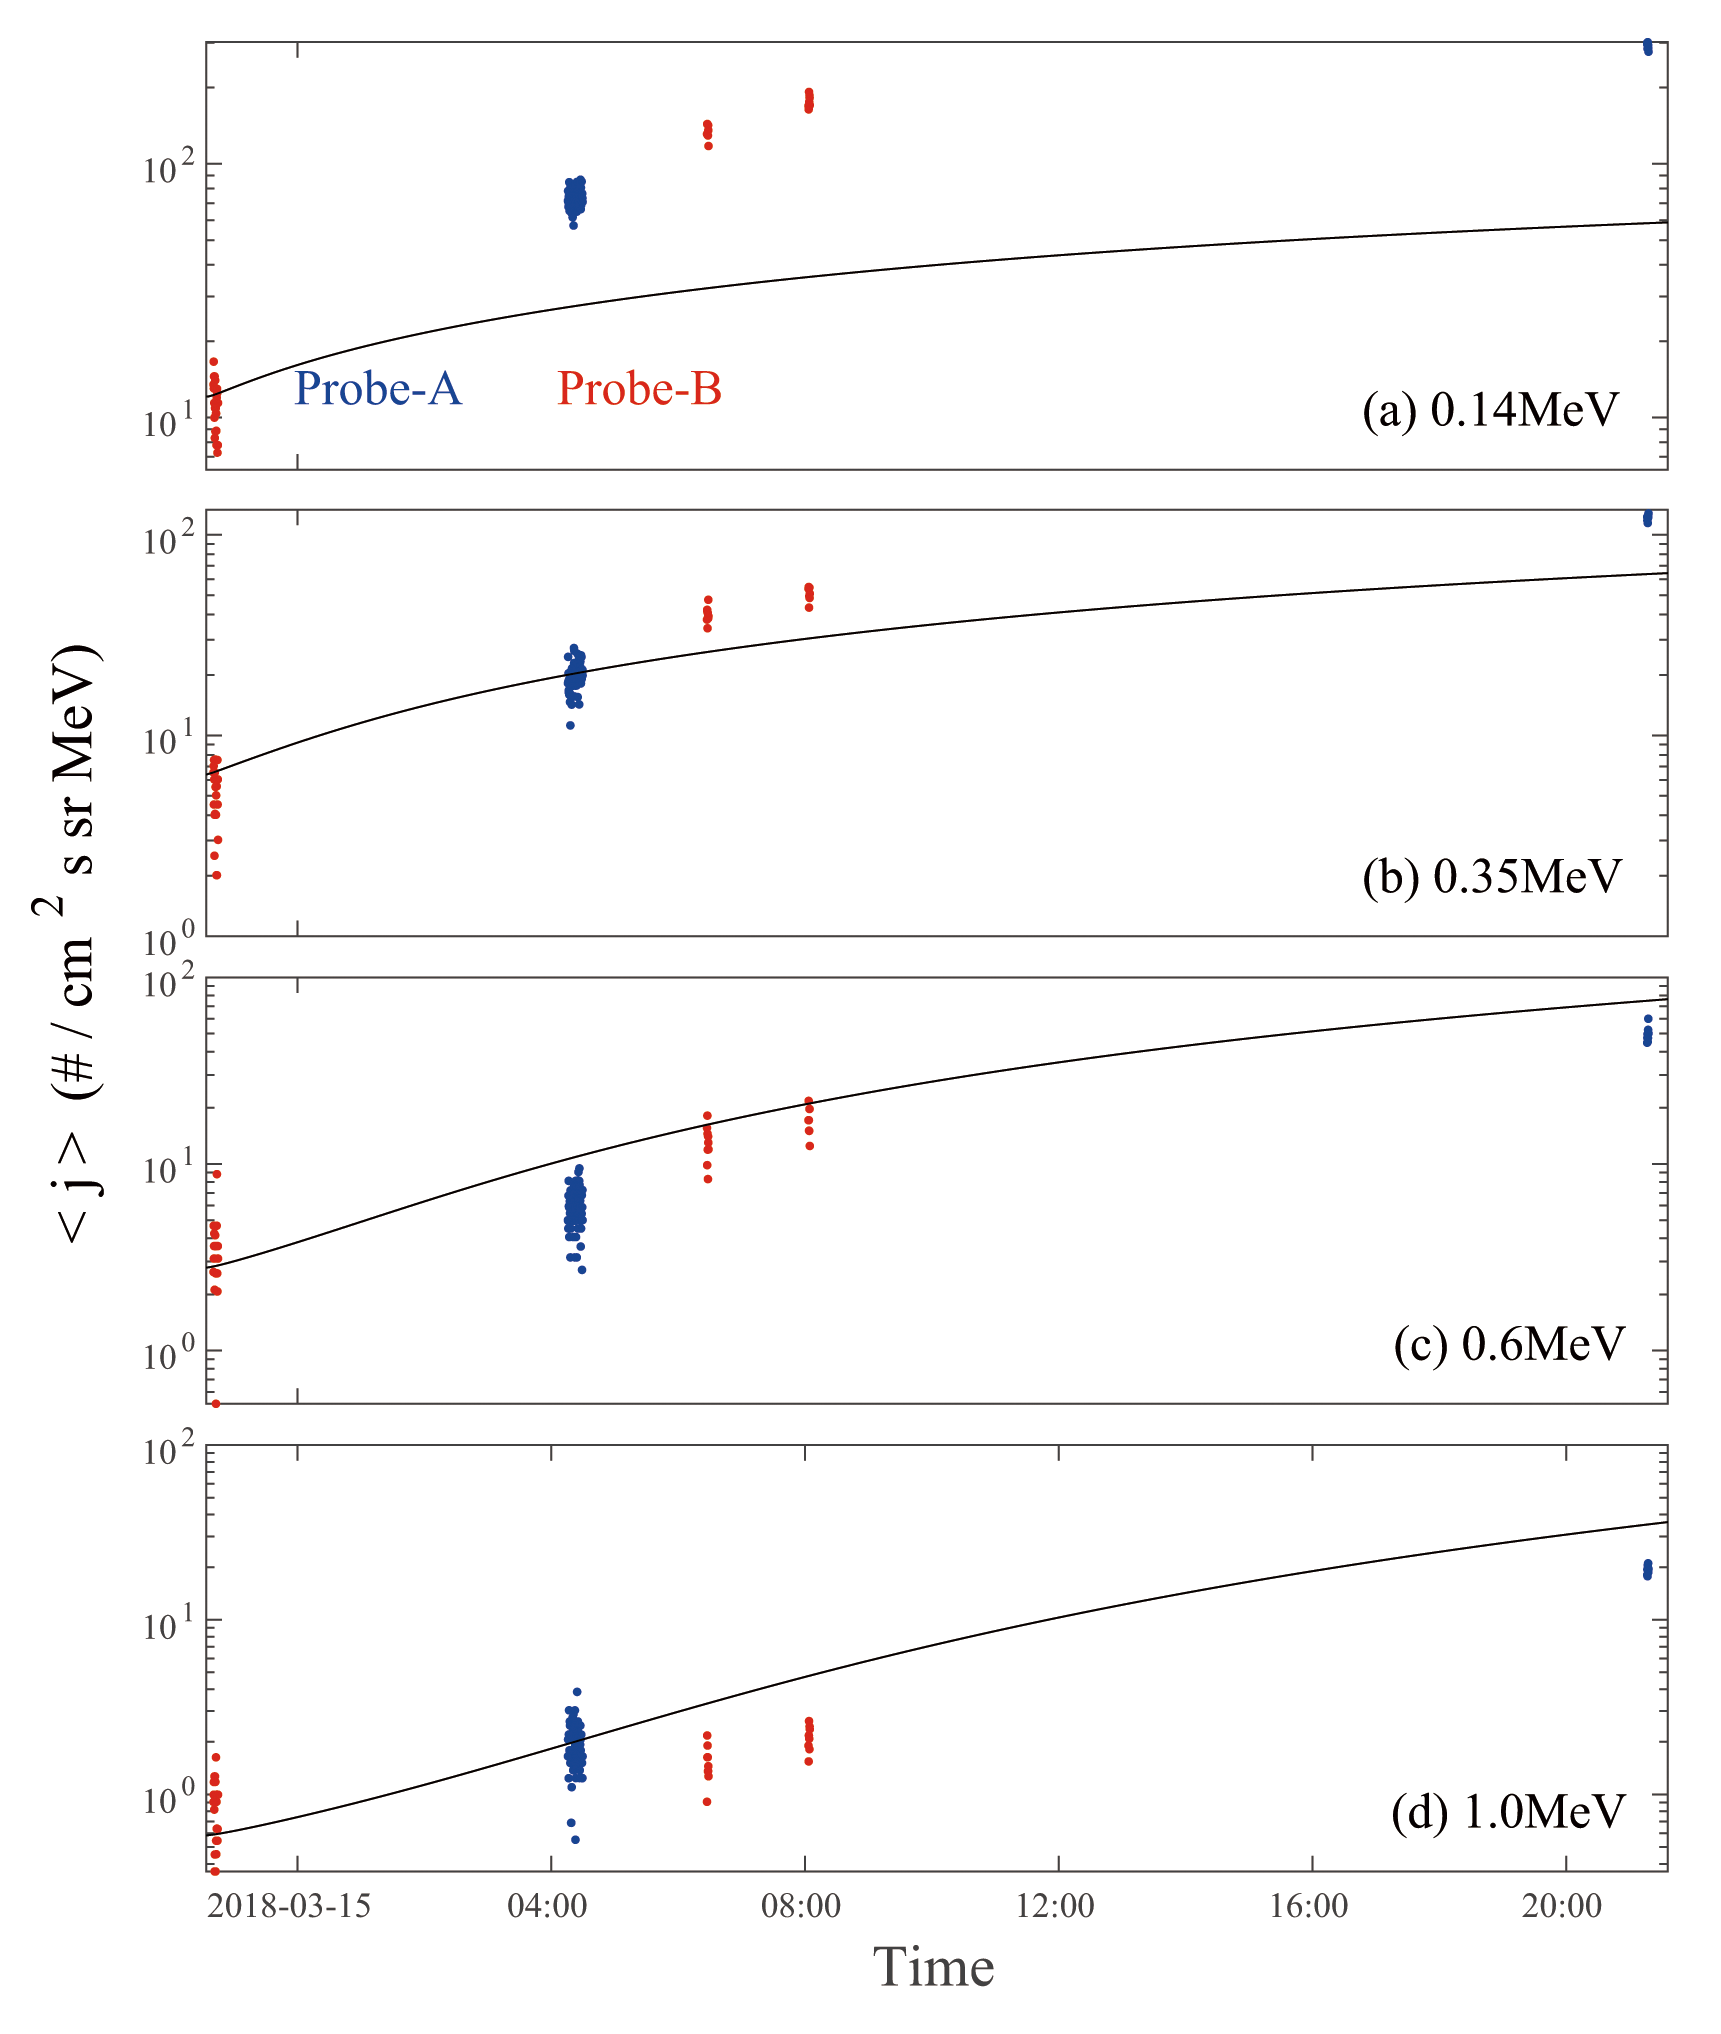 10^2
10^1
Probe-A Probe-B
(a) 0.14MeV
10^2
10^1
10^0
(b) 0.35MeV
< j > (# / cm^2 s sr MeV)
10^2
10^1
10^0
(c) 0.6MeV
10^2
10^1
10^0
(d) 1.0MeV
2018-03-15 04:00 08:00 12:00 16:00 20:00
Time